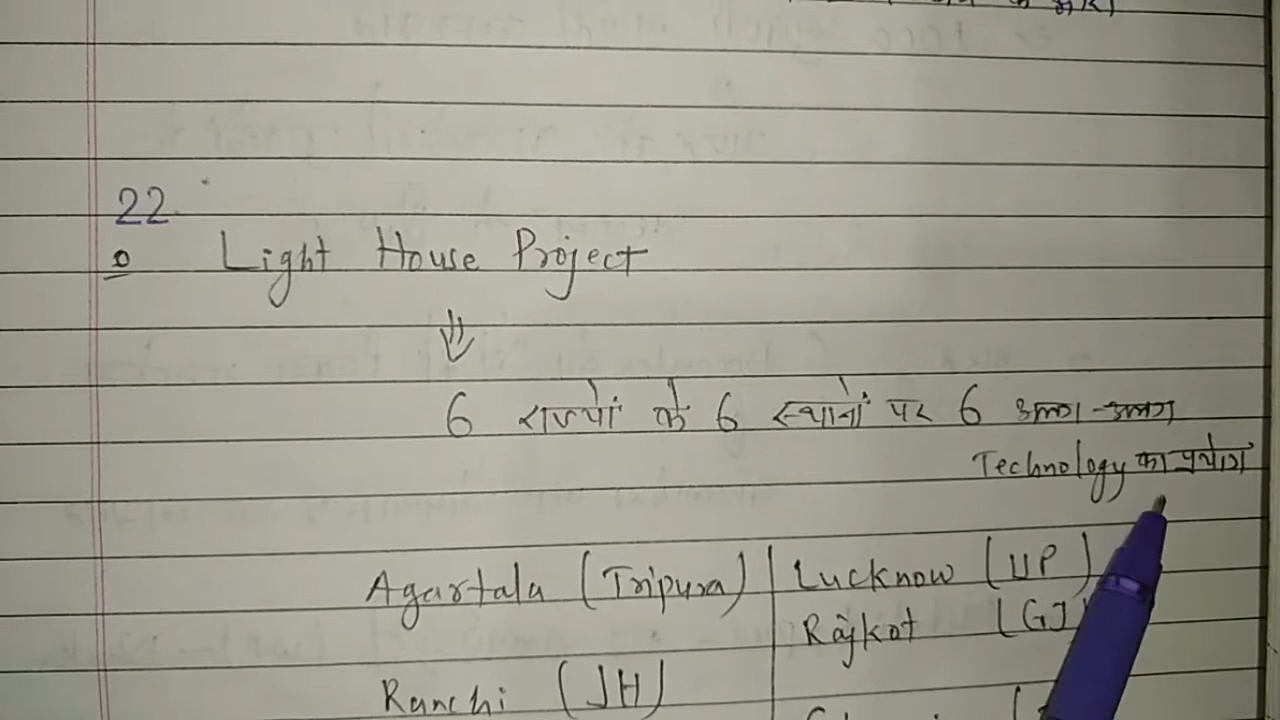 22.
Light House Project
6 राज्यों के 6 स्थानों पर 6 अलग-अलग
Technology का प्रयोग
Agartala (Tripura) | Lucknow (UP)
Rajkot (GJ)
Ranchi (JH)